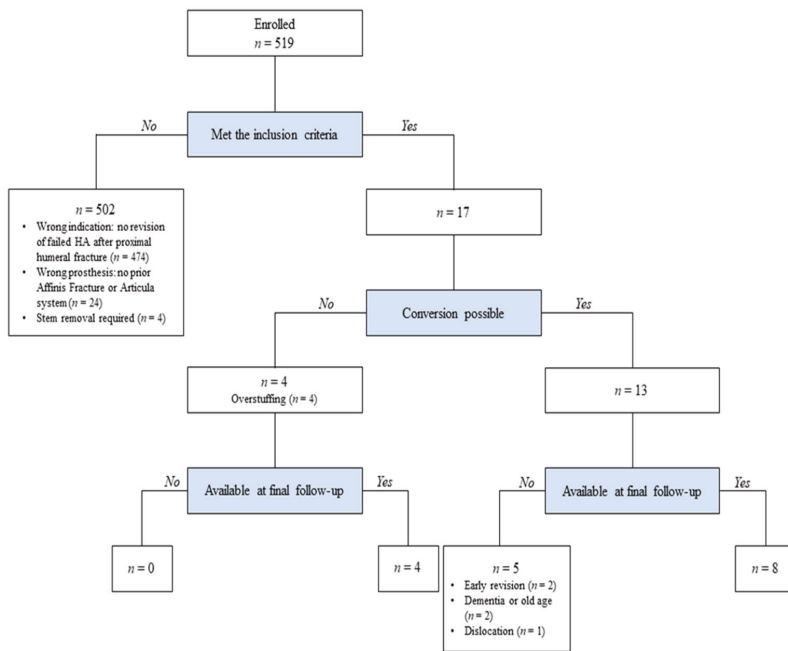 Enrolled
n = 519
No
Met the inclusion criteria
Yes
n = 502
• Wrong indication: no revision
of failed HA after proximal
humeral fracture (n = 474)
• Wrong prosthesis: no prior
Affinis Fracture or Articula
system (n = 24)
• Stem removal required (n = 4)
n = 17
No
Conversion possible
Yes
n = 4
Overstuffing (n = 4)
n = 13
No
Available at final follow-up
Yes
No
Available at final follow-up
Yes
n = 0
n = 4
n = 5
• Early revision (n = 2)
• Dementia or old age
(n = 2)
• Dislocation (n = 1)
n = 8